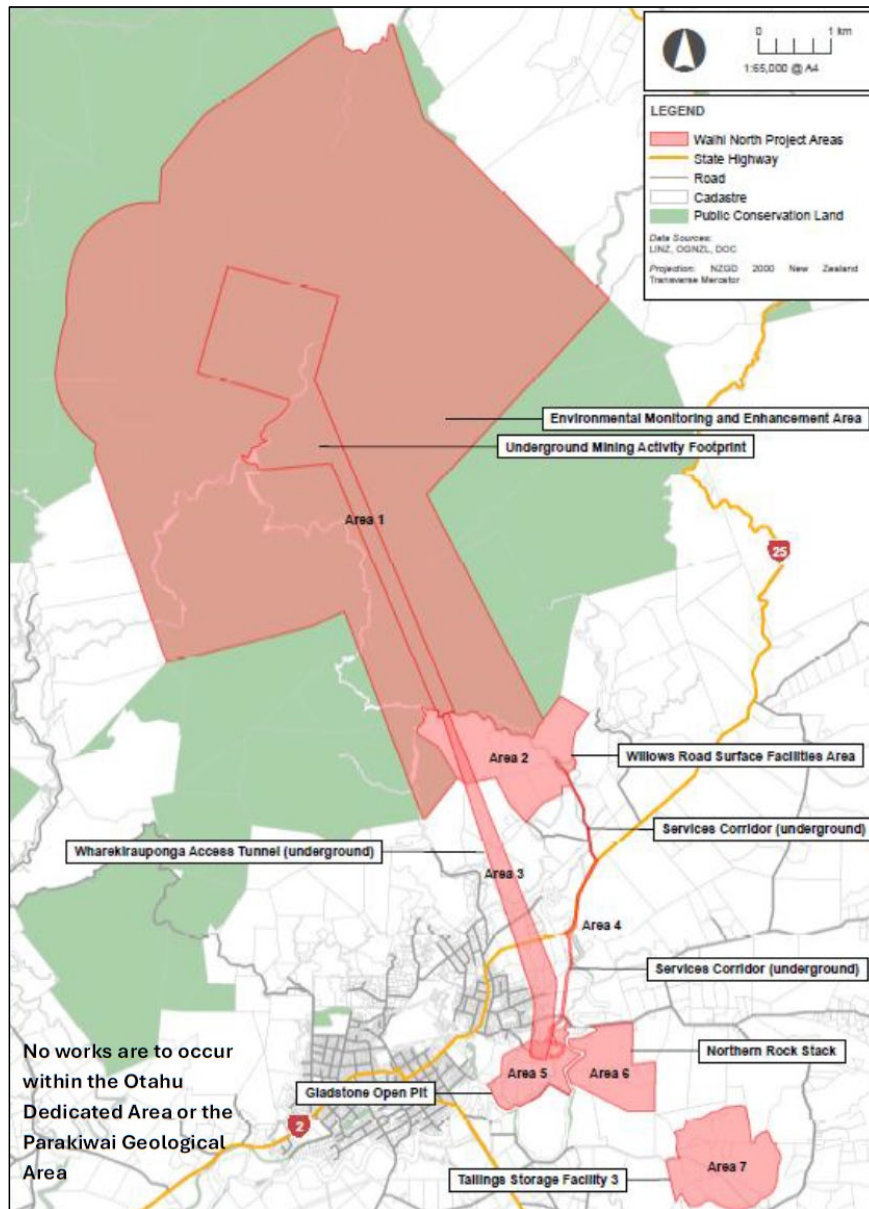 0 1 km
1:65,000 @ A4
LEGEND
Waihi North Project Areas
State Highway
Road
Cadastre
Public Conservation Land
Data Sources:
LINZ, OGNZL, DOC
Projection: NZGD 2000 New Zealand
Transverse Mercator
Environmental Monitoring and Enhancement Area
Underground Mining Activity Footprint
Area 1
25
Area 2
Willows Road Surface Facilities Area
Services Corridor (underground)
Wharekirauponga Access Tunnel (underground)
Area 3
Area 4
Services Corridor (underground)
Northern Rock Stack
Area 5
Area 6
Gladstone Open Pit
No works are to occur
within the Otahu
Dedicated Area or the
Parakiwai Geological
Area
2
Area 7
Tailings Storage Facility 3